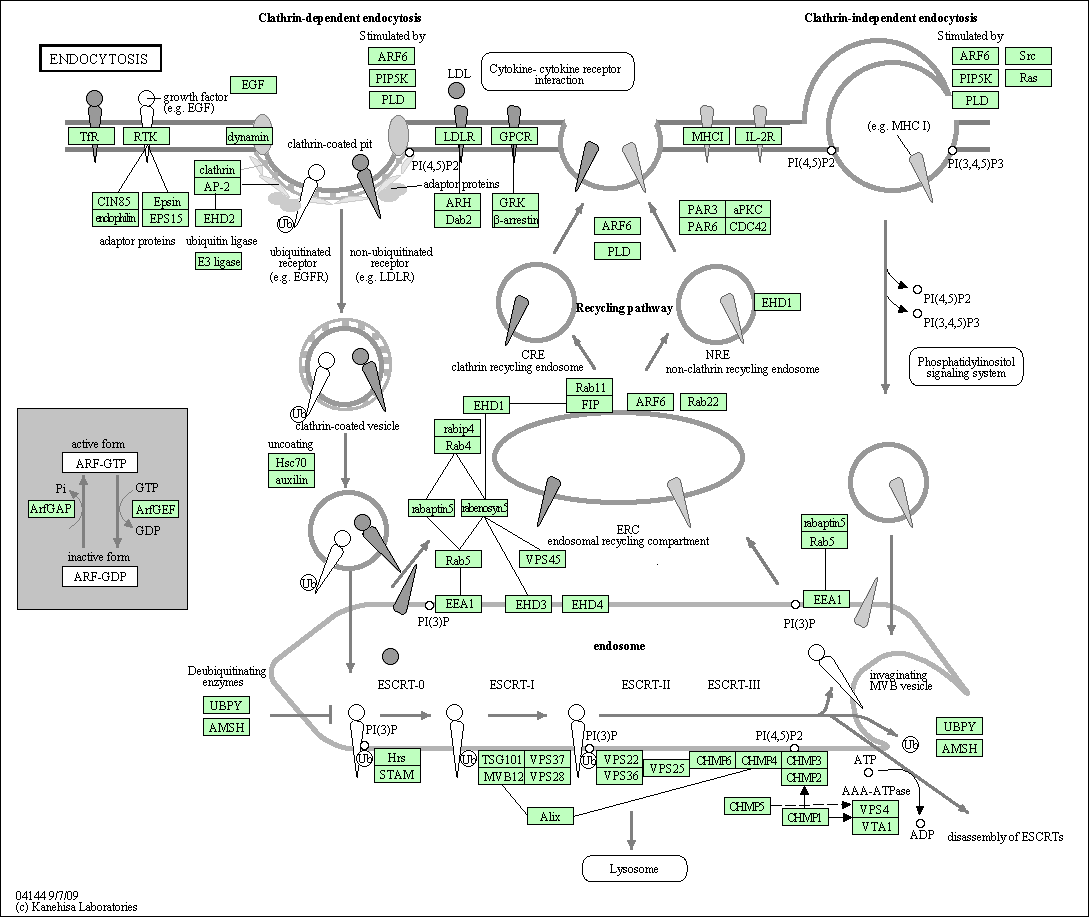 Clathrin-dependent endocytosis
Clathrin-independent endocytosis
ENDOCYTOSIS
Stimulated by
ARF6
PIP5K
PLD
Cytokine- cytokine receptor
interaction
Stimulated by
ARF6
Src
PIP5K
Ras
PLD
EGF
growth factor
(e.g. EGF)
LDL
TfR
RTK
dynamin
LDLR
GPCR
MHCI
IL-2R
(e.g. MHC I)
clathrin-coated pit
PI(4,5)P2
PI(4,5)P2
PI(3,4,5)P3
clathrin
AP-2
EHD2
adaptor proteins
CIN85
endophilin
Epsin
EPS15
ARH
Dab2
GRK
β-arrestin
Ub
PAR3
aPKC
PAR6
CDC42
ARF6
PLD
adaptor proteins
ubiquitin ligase
E3 ligase
ubiquitinated
receptor
(e.g. EGFR)
non-ubiquitinated
receptor
(e.g. LDLR)
Recycling pathway
EHD1
PI(4,5)P2
PI(3,4,5)P3
CRE
clathrin recycling endosome
NRE
non-clathrin recycling endosome
Phosphatidylinositol
signaling system
Ub
clathrin-coated vesicle
Rab11
FIP
EHD1
ARF6
Rab22
rabip4
Rab4
uncoating
Hsc70
auxilin
active form
ARF-GTP
Pi
GTP
ArfGAP
ArfGEF
GDP
inactive form
ARF-GDP
rabaptin5
rabenosyn5
ERC
endosomal recycling compartment
rabaptin5
Rab5
Rab5
VPS45
Ub
EEA1
EHD3
EHD4
EEA1
PI(3)P
PI(3)P
endosome
Deubiquitinating
enzymes
UBPY
AMSH
ESCRT-0
ESCRT-I
ESCRT-II
ESCRT-III
invaginating
MVB vesicle
PI(3)P
PI(3)P
PI(4,5)P2
Ub
UBPY
AMSH
Ub
Hrs
STAM
Ub
TSG101
VPS37
MVB12
VPS28
Ub
VPS22
VPS36
VPS25
CHMP6
CHMP4
CHMP3
CHMP2
ATP
AAA-ATPase
Alix
CHMP5
CHMP1
VPS4
VTA1
ADP
disassembly of ESCRTs
Lysosome
04144 9/7/09
(c) Kanehisa Laboratories